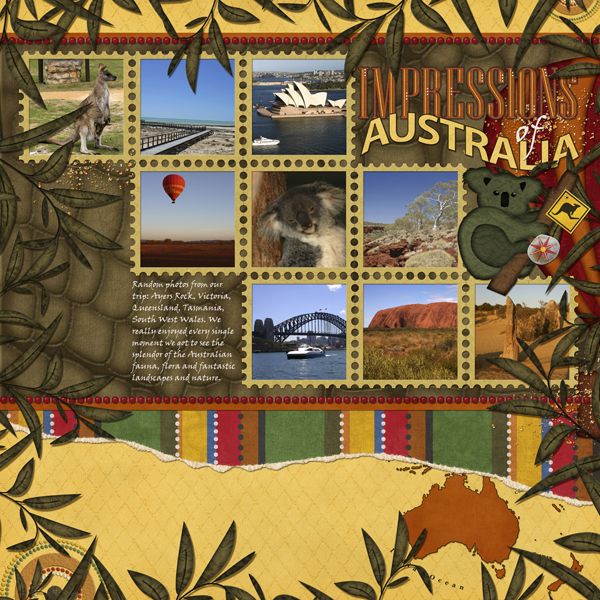 IMPRESSIONS
of
AUSTRALIA
Random photos from our
trip: Ayers Rock, Victoria,
Queensland, Tasmania,
South West Wales. We
really enjoyed every single
moment we got to see the
splendor of the Australian
fauna, flora and fantastic
landscapes and nature.
Ocean